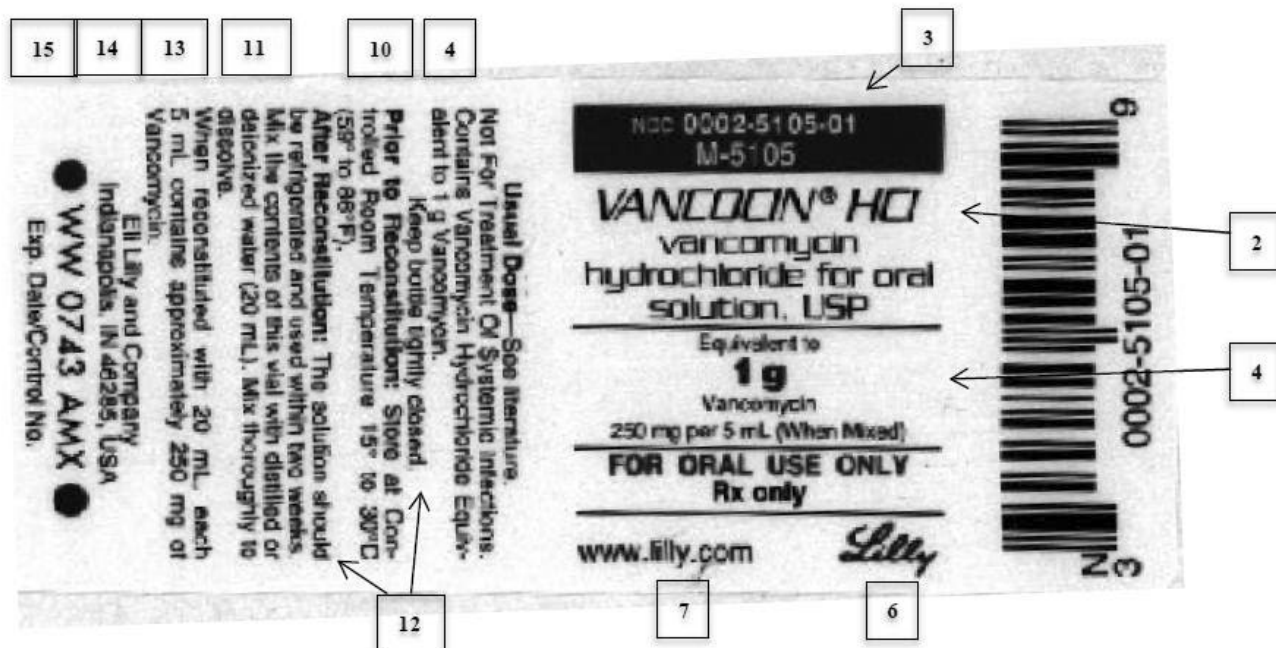 15
14
13
11
10
4
3
NDC 0002-5105-01
M-5105
VANCOCIN® HCl
vancomycin
hydrochloride for oral
solution, USP
Equivalent to
1 g
Vancomycin
250 mg per 5 mL (When Mixed)
FOR ORAL USE ONLY
Rx only
www.lilly.com
Lilly
2
4
7
6
12
Usual Dose—See literature.
Not For Treatment Of Systemic Infections.
Contains Vancomycin Hydrochloride Equiv-
alent to 1 g Vancomycin.
Keep bottle tightly closed
Prior to Reconstitution: Store at Con-
trolled Room Temperature 15° to 30°C
(59° to 86°F).
After Reconstitution: The solution should
be refrigerated and used within two weeks.
Mix the contents of this vial with distilled or
deionized water (20 mL). Mix thoroughly to
dissolve.
When reconstituted with 20 mL, each
5 mL contains approximately 250 mg of
Vancomycin.
Eli Lilly and Company
Indianapolis, IN 46285, USA
WW 0743 AMX
Exp. Date/Control No.
9
0002-5105-01
N
3